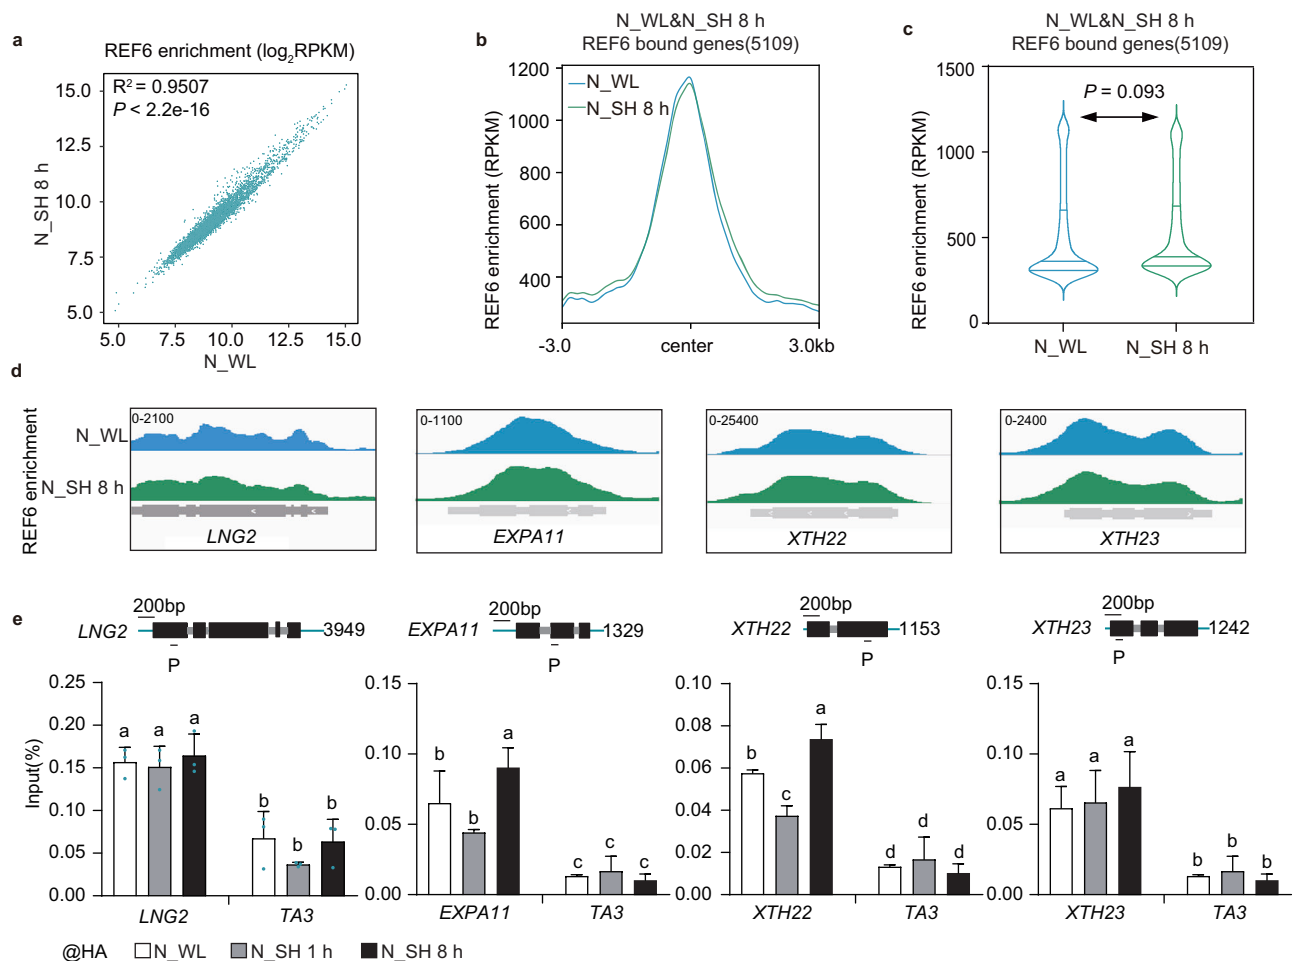 a
REF6 enrichment (log2RPKM)
R² = 0.9507
P < 2.2e-16
15.0
12.5
10.0
7.5
5.0
N_SH 8 h
5.0 7.5 10.0 12.5 15.0
N_WL
b
N_WL&N_SH 8 h
REF6 bound genes(5109)
N_WL
N_SH 8 h
1200
1000
800
600
400
REF6 enrichment (RPKM)
-3.0 center 3.0kb
c
N_WL&N_SH 8 h
REF6 bound genes(5109)
P = 0.093
1500
1000
500
0
REF6 enrichment (RPKM)
N_WL N_SH 8 h
d
REF6 enrichment
N_WL
N_SH 8 h
0-2100
LNG2
0-1100
EXPA11
0-25400
XTH22
0-2400
XTH23
e
200bp
LNG2 3949
P
200bp
EXPA11 1329
P
200bp
XTH22 1153
P
200bp
XTH23 1242
P
Input(%)
0.25
0.20
0.15
0.10
0.05
0.00
a a a b b b
LNG2 TA3
0.15
0.10
0.05
0.00
b b a c c c
EXPA11 TA3
0.10
0.08
0.06
0.04
0.02
0.00
b c a d d d
XTH22 TA3
0.15
0.10
0.05
0.00
a a a b b b
XTH23 TA3
@HA N_WL N_SH 1 h N_SH 8 h